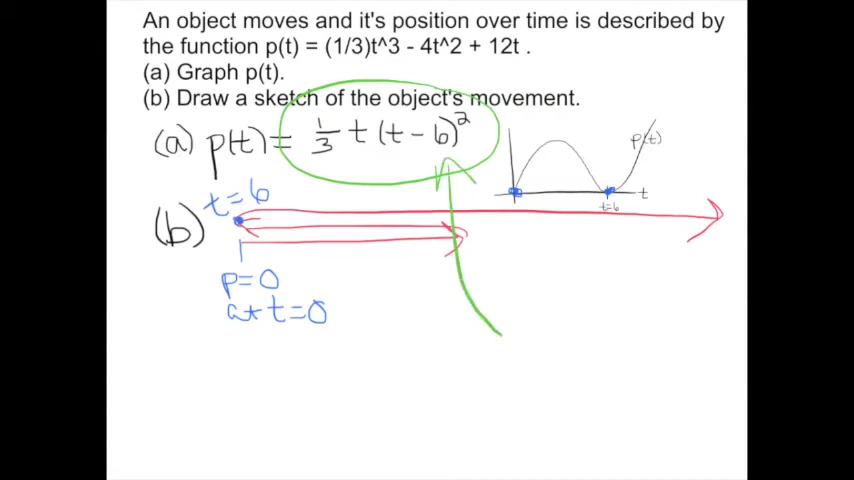 An object moves and it's position over time is described by
the function p(t) = (1/3)t^3 - 4t^2 + 12t .
(a) Graph p(t).
(b) Draw a sketch of the object's movement.
(a) p(t) = 1/3 t (t - 6)^2
p(t)
t
t=6
(b)
t=6
p=0
at t=0